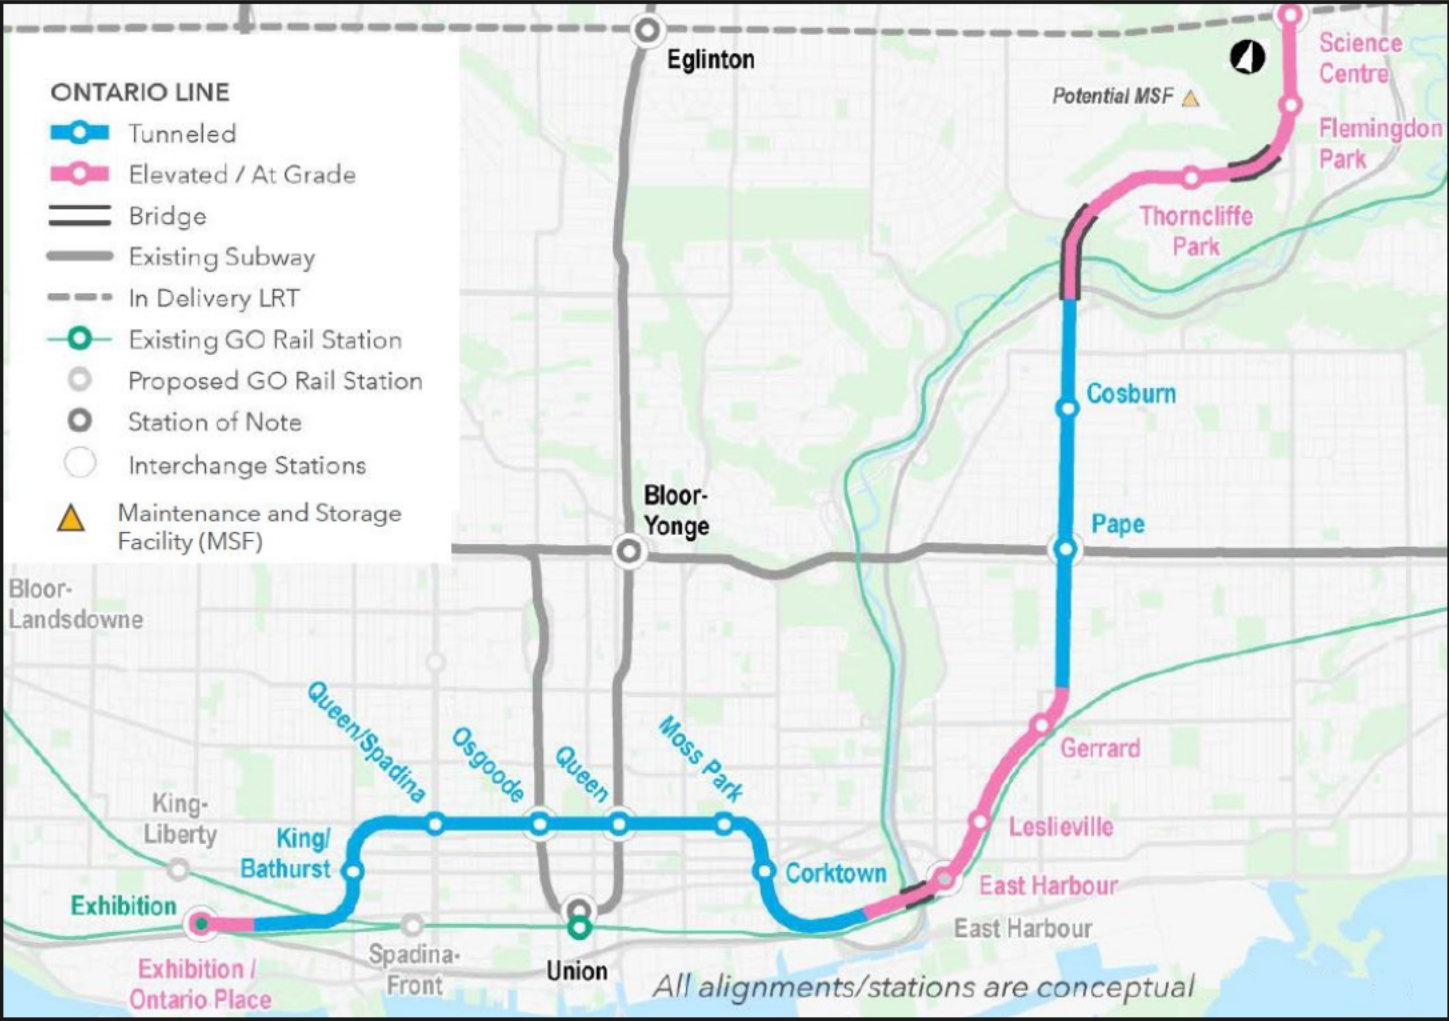 Eglinton
Science
Centre
Potential MSF
Flemingdon
Park
Thorncliffe
Park
ONTARIO LINE
Tunneled
Elevated / At Grade
Bridge
Existing Subway
In Delivery LRT
Existing GO Rail Station
Proposed GO Rail Station
Station of Note
Interchange Stations
Maintenance and Storage
Facility (MSF)
Cosburn
Bloor-
Yonge
Pape
Bloor-
Landsdowne
Queen/Spadina
Osgoode
Queen
Moss Park
Gerrard
King-
Liberty
King/
Bathurst
Leslieville
Corktown
East Harbour
Exhibition
East Harbour
Spadina-
Front
Union
Exhibition /
Ontario Place
All alignments/stations are conceptual